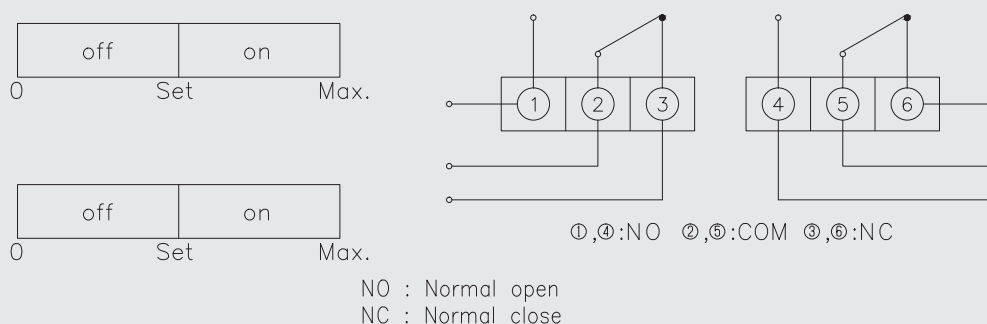 off on
0 Set Max.
1 2 3
4 5 6
①,④:NO ②,⑤:COM ③,⑥:NC
off on
0 Set Max.
NO : Normal open
NC : Normal close